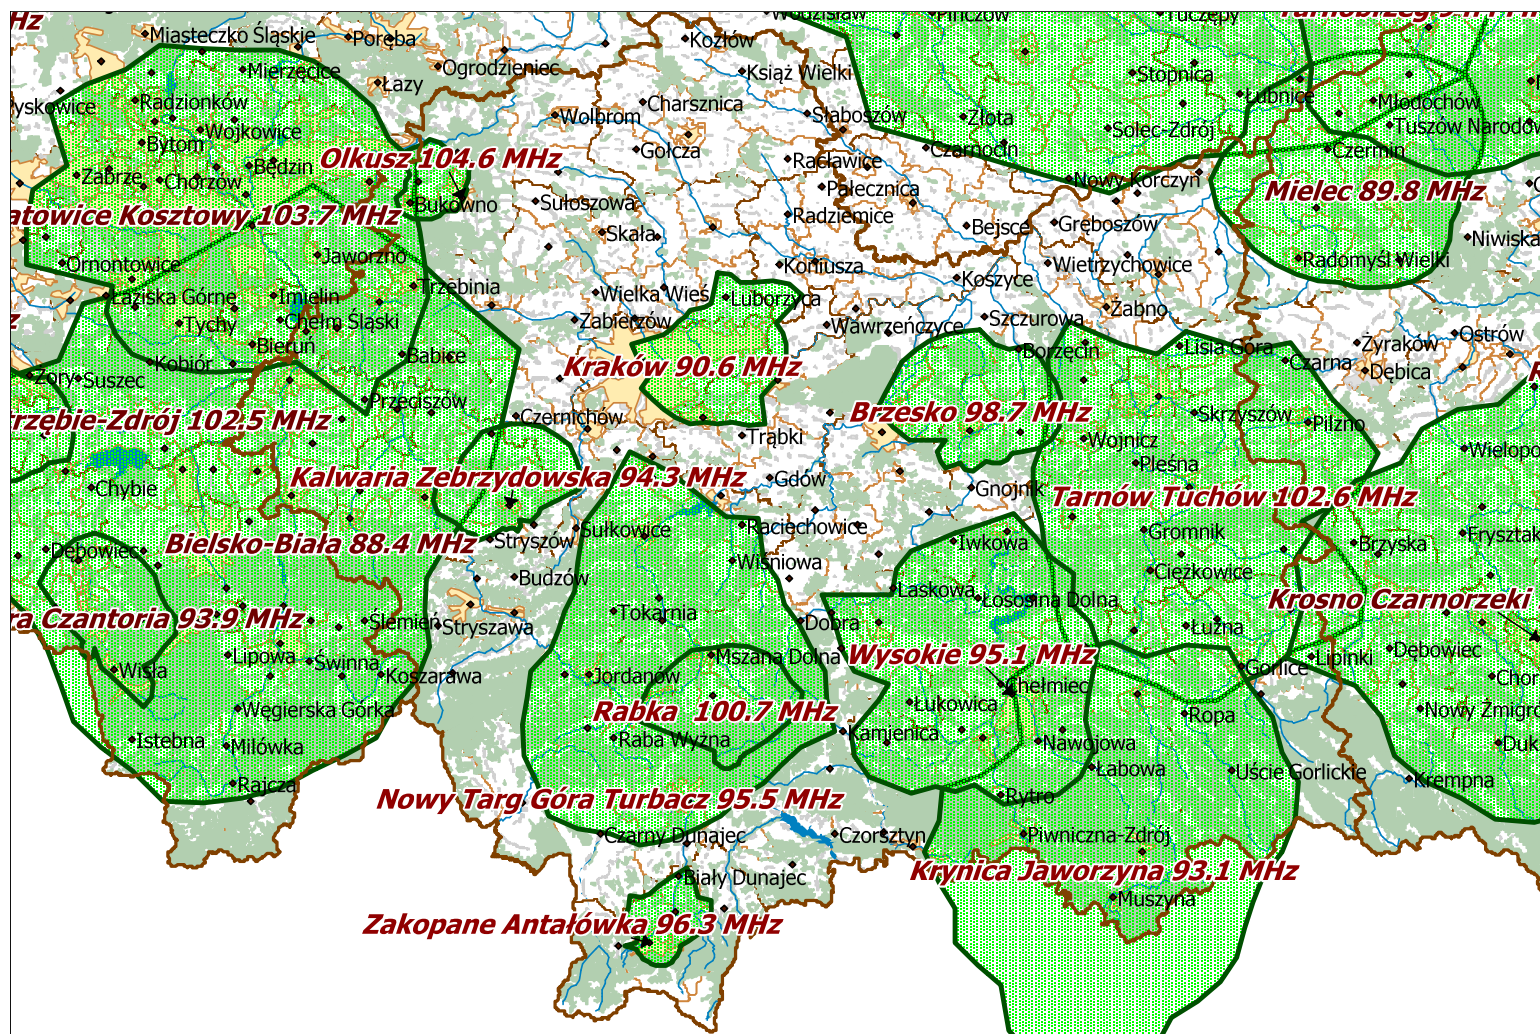 Hz
Miasteczko Śląskie
Poręba
Kozłów
Wodzisław
Pińczów
Tuczępy
Tarnobrzeg
Mierzęcice
Łazy
Ogrodzieniec
Książ Wielki
Stopnica
Łubnice
yskowice
Radzionków
Charsznica
Młodochów
Wojkowice
Wolbrom
Słaboszów
Złota
Solec-Zdrój
Tuszów Narodów
Bytom
Gołcza
Czarnocin
Czermin
Olkusz 104.6 MHz
Racławice
Będzin
Zabrze
Chorzów
Pałecznica
Nowy Korczyn
Mielec 89.8 MHz
Bukowno
Sułoszowa
atowice Kosztowy 103.7 MHz
Radziemice
Bejsce
Gręboszów
Skała
Niwiska
Jaworzno
Ornontowice
Koniusza
Wietrzychowice
Radomyśl Wielki
Koszyce
Trzebinia
Łaziska Górne
Imielin
Wielka Wieś
Luborzyca
Żabno
z
Tychy
Chełm Śląski
Zabierzów
Wawrzeńczyce
Szczurowa
Ostrów
Bieruń
Babice
Borzęcin
Lisia Góra
Żyraków
Kobiór
Kraków 90.6 MHz
Czarna
Dębica
R
Żory
Suszec
Przeciszów
Brzesko 98.7 MHz
rzębie-Zdrój 102.5 MHz
Czernichów
Skrzyszów
Pilzno
Trąbki
Wojnicz
Wielopo
Pleśna
Kalwaria Zebrzydowska 94.3 MHz
Gdów
Chybie
Gnojnik
Tarnów Tuchów 102.6 MHz
Sułkowice
Raciechowice
Gromnik
Frysztak
Bielsko-Biała 88.4 MHz
Stryszów
Iwkowa
Brzyska
Dębowiec
Wiśniowa
Budzów
Ciężkowice
Laskowa
Łososina Dolna
Krosno Czarnorzeki
ra Czantoria 93.9 MHz
Ślemień
Stryszawa
Tokarnia
Dobra
Łużna
Lipowa
Świnna
Mszana Dolna
Wysokie 95.1 MHz
Lipinki
Dębowiec
Wisła
Koszarawa
Jordanów
Gorlice
Chełmiec
Chor
Węgierska Górka
Rabka 100.7 MHz
Łukowica
Ropa
Nowy Żmigró
Istebna
Milówka
Raba Wyżna
Kamienica
Nawojowa
Duk
Łabowa
Uście Gorlickie
Krempna
Rajcza
Nowy Targ Góra Turbacz 95.5 MHz
Rytro
Czarny Dunajec
Czorsztyn
Piwniczna-Zdrój
Biały Dunajec
Krynica Jaworzyna 93.1 MHz
Muszyna
Zakopane Antałówka 96.3 MHz